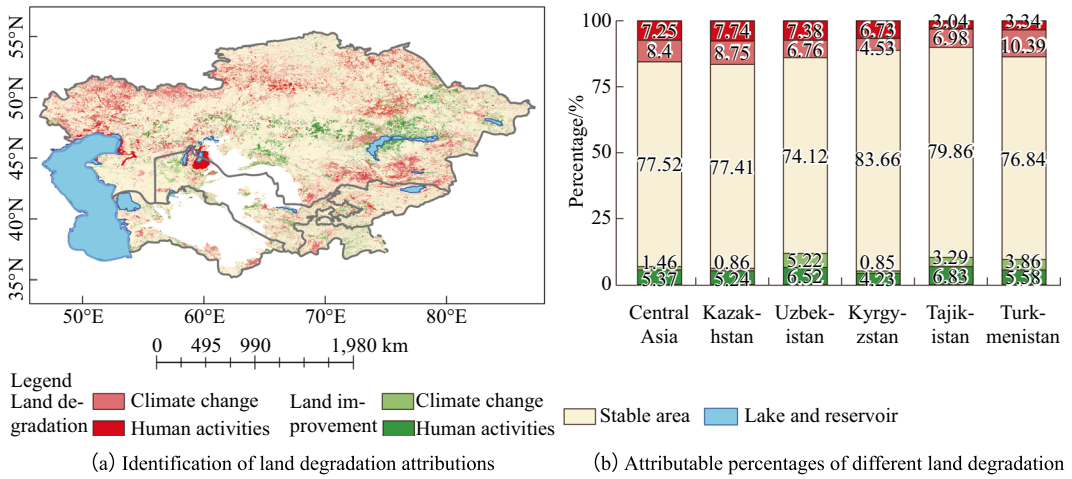 55°N
50°N
45°N
40°N
35°N
50°E
60°E
70°E
80°E
0 495 990 1,980 km
Legend
Land de-
gradation
Climate change
Human activities
Land im-
provement
Climate change
Human activities
Stable area
Lake and reservoir
(a) Identification of land degradation attributions
Percentage/%
100
75
50
25
0
7.25 7.74 7.38 6.73 3.04 3.34
8.4 8.75 6.76 4.53 6.98 10.39
77.52 77.41 74.12 83.66 79.86 76.84
1.46 0.86 5.22 0.85 3.29 3.86
5.37 5.24 6.52 4.23 6.83 5.58
Central Kazak- Uzbek- Kyrgy- Tajik- Turk-
Asia hstan istan zstan istan menistan
(b) Attributable percentages of different land degradation